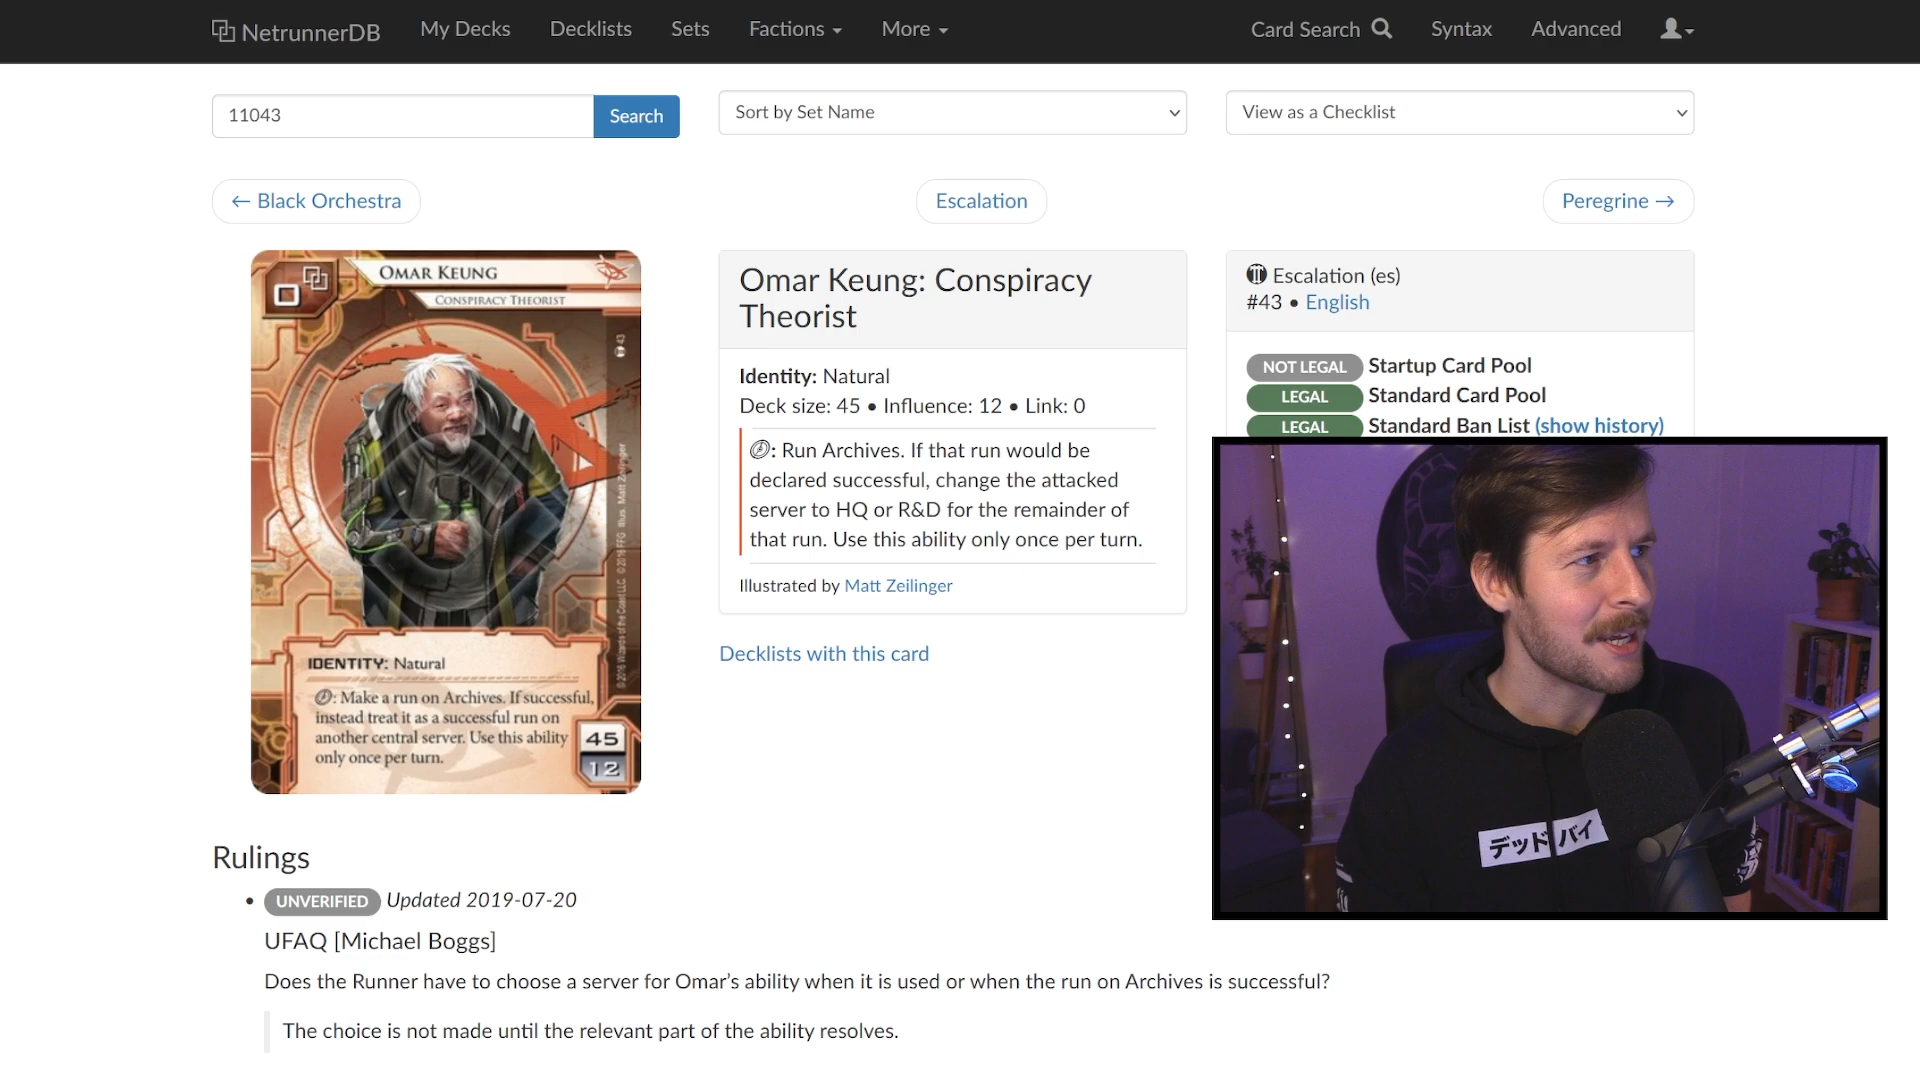 NetrunnerDB My Decks Decklists Sets Factions More Card Search Syntax Advanced
11043 Search Sort by Set Name View as a Checklist
← Black Orchestra Escalation Peregrine →
OMAR KEUNG
CONSPIRACY THEORIST
43
Illus. Matt Zeilinger
IDENTITY: Natural
: Make a run on Archives. If successful,
instead treat it as a successful run on
another central server. Use this ability
only once per turn.
45
12
Omar Keung: Conspiracy
Theorist
Identity: Natural
Deck size: 45 • Influence: 12 • Link: 0
: Run Archives. If that run would be
declared successful, change the attacked
server to HQ or R&D for the remainder of
that run. Use this ability only once per turn.
Illustrated by Matt Zeilinger
Decklists with this card
Escalation (es)
#43 • English
NOT LEGAL Startup Card Pool
LEGAL Standard Card Pool
LEGAL Standard Ban List (show history)
デッド バイ
Rulings
• UNVERIFIED Updated 2019-07-20
UFAQ [Michael Boggs]
Does the Runner have to choose a server for Omar’s ability when it is used or when the run on Archives is successful?
The choice is not made until the relevant part of the ability resolves.